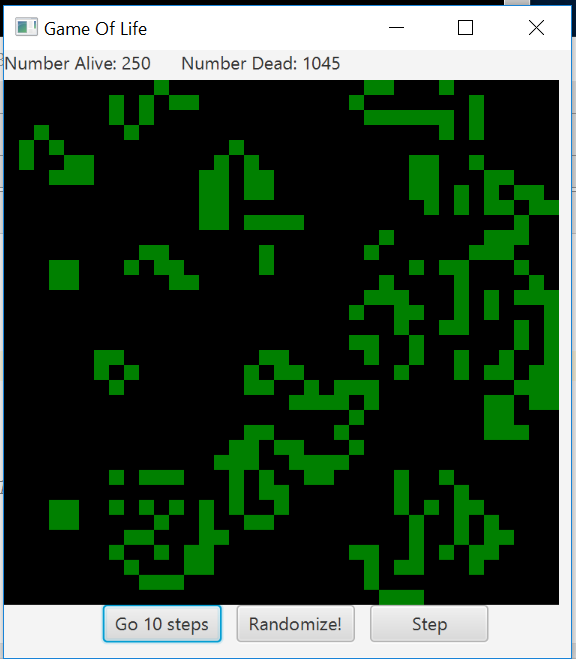 Game Of Life
Number Alive: 250 Number Dead: 1045
Go 10 steps Randomize! Step